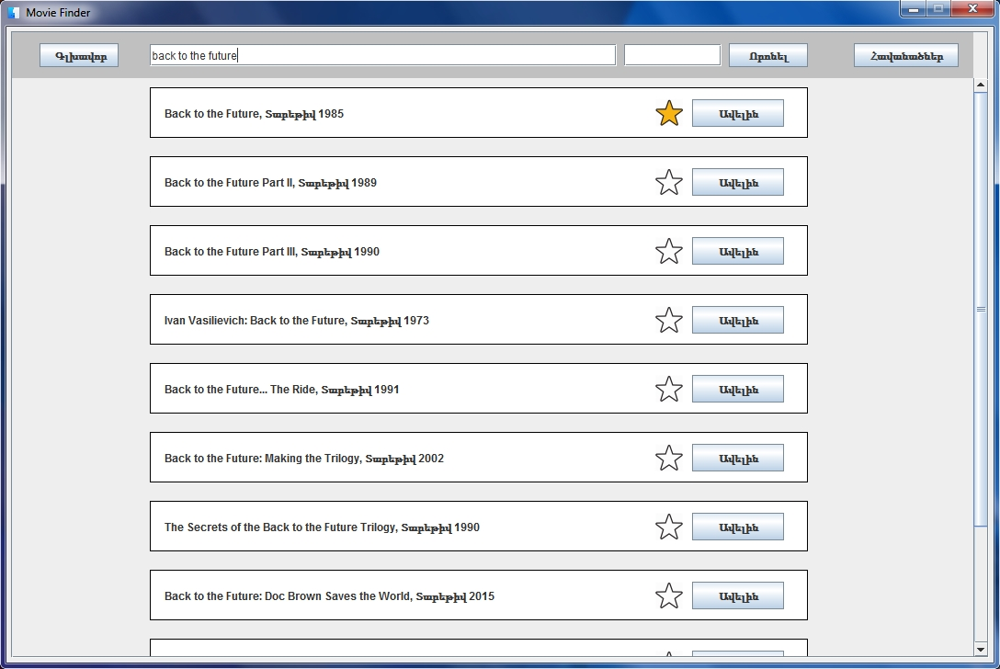 Movie Finder
Գլխավոր back to the future Որոնել Հավանածներ
Back to the Future, Տարեթիվ 1985 Ավելին
Back to the Future Part II, Տարեթիվ 1989 Ավելին
Back to the Future Part III, Տարեթիվ 1990 Ավելին
Ivan Vasilievich: Back to the Future, Տարեթիվ 1973 Ավելին
Back to the Future... The Ride, Տարեթիվ 1991 Ավելին
Back to the Future: Making the Trilogy, Տարեթիվ 2002 Ավելին
The Secrets of the Back to the Future Trilogy, Տարեթիվ 1990 Ավելին
Back to the Future: Doc Brown Saves the World, Տարեթիվ 2015 Ավելին